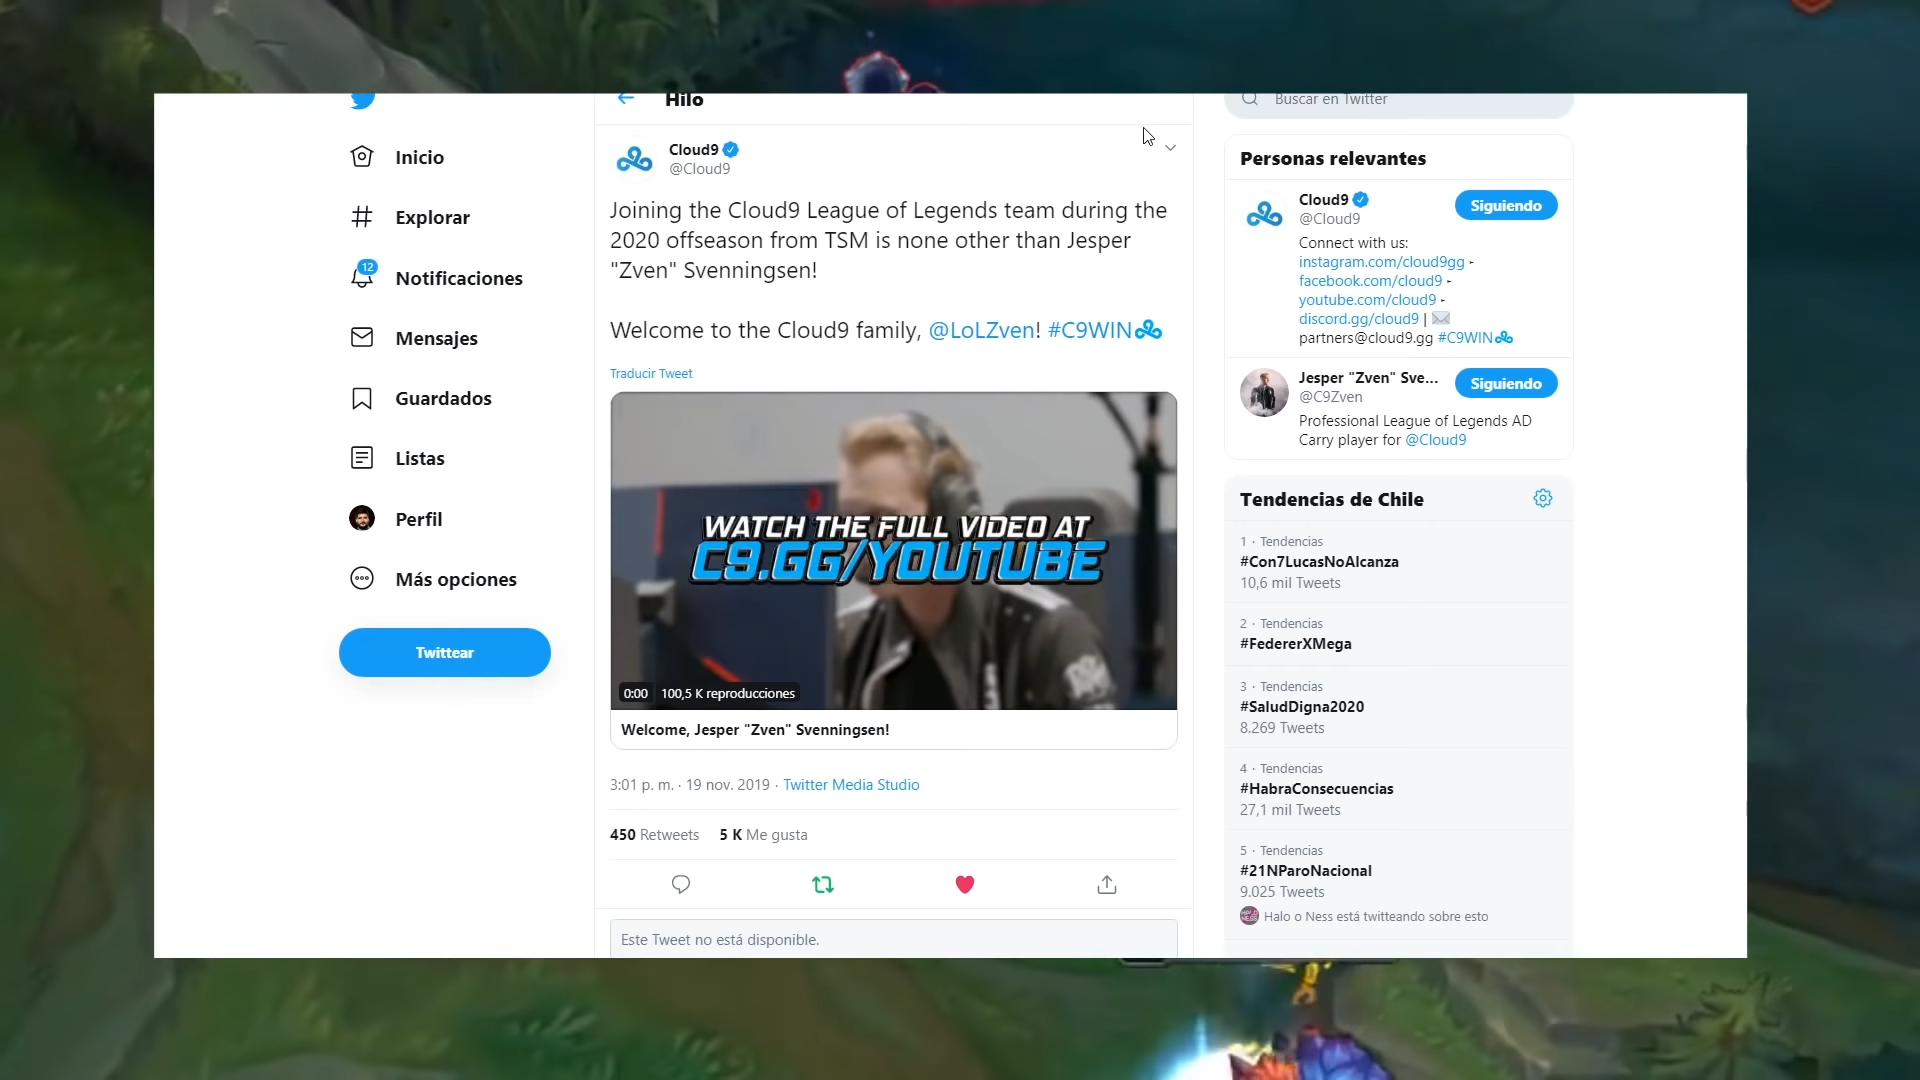 Inicio
Explorar
12
Notificaciones
Mensajes
Guardados
Listas
Perfil
Más opciones
Twittear
Hilo
Cloud9
@Cloud9
Joining the Cloud9 League of Legends team during the
2020 offseason from TSM is none other than Jesper
"Zven" Svenningsen!
Welcome to the Cloud9 family, @LoLZven! #C9WIN
Traducir Tweet
WATCH THE FULL VIDEO AT
C9.GG/YOUTUBE
0:00 100,5 K reproducciones
Welcome, Jesper "Zven" Svenningsen!
3:01 p. m. · 19 nov. 2019 · Twitter Media Studio
450 Retweets 5 K Me gusta
Este Tweet no está disponible.
Buscar en Twitter
Personas relevantes
Cloud9
@Cloud9
Siguiendo
Connect with us:
instagram.com/cloud9gg -
facebook.com/cloud9 -
youtube.com/cloud9 -
discord.gg/cloud9 |
partners@cloud9.gg #C9WIN
Jesper "Zven" Sve...
@C9Zven
Siguiendo
Professional League of Legends AD
Carry player for @Cloud9
Tendencias de Chile
1 · Tendencias
#Con7LucasNoAlcanza
10,6 mil Tweets
2 · Tendencias
#FedererXMega
3 · Tendencias
#SaludDigna2020
8.269 Tweets
4 · Tendencias
#HabraConsecuencias
27,1 mil Tweets
5 · Tendencias
#21NParoNacional
9.025 Tweets
Halo o Ness está twitteando sobre esto